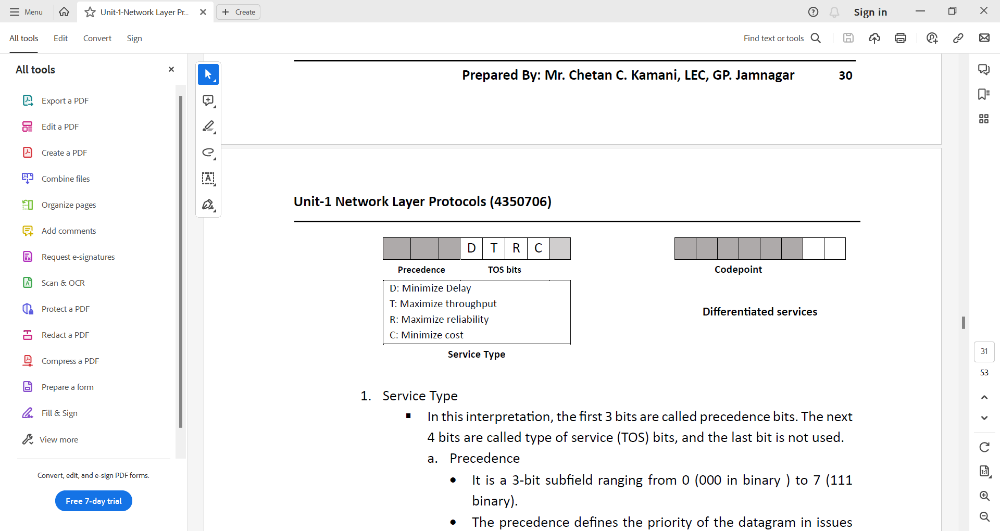 Menu
Unit-1-Network Layer Pr...
Create
Sign in
All tools
Edit
Convert
Sign
Find text or tools
All tools
Export a PDF
Edit a PDF
Create a PDF
Combine files
Organize pages
Add comments
Request e-signatures
Scan & OCR
Protect a PDF
Redact a PDF
Compress a PDF
Prepare a form
Fill & Sign
View more
Convert, edit, and e-sign PDF forms.
Free 7-day trial
Prepared By: Mr. Chetan C. Kamani, LEC, GP. Jamnagar 30
Unit-1 Network Layer Protocols (4350706)
D T R C
Precedence TOS bits
D: Minimize Delay
T: Maximize throughput
R: Maximize reliability
C: Minimize cost
Service Type
Codepoint
Differentiated services
1. Service Type
▪ In this interpretation, the first 3 bits are called precedence bits. The next
4 bits are called type of service (TOS) bits, and the last bit is not used.
a. Precedence
• It is a 3-bit subfield ranging from 0 (000 in binary ) to 7 (111
binary).
• The precedence defines the priority of the datagram in issues
31
53